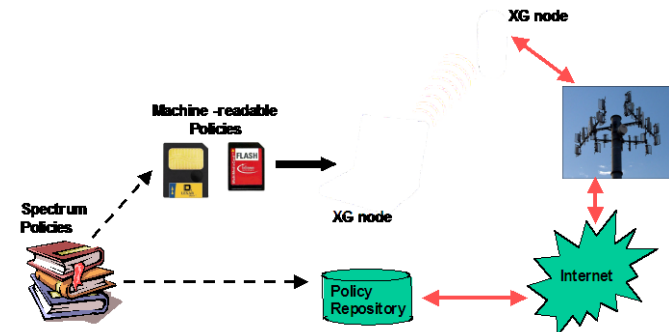 XG node
Machine -readable
Policies
FLASH
Spectrum
Policies
XG node
Policy
Repository
Internet